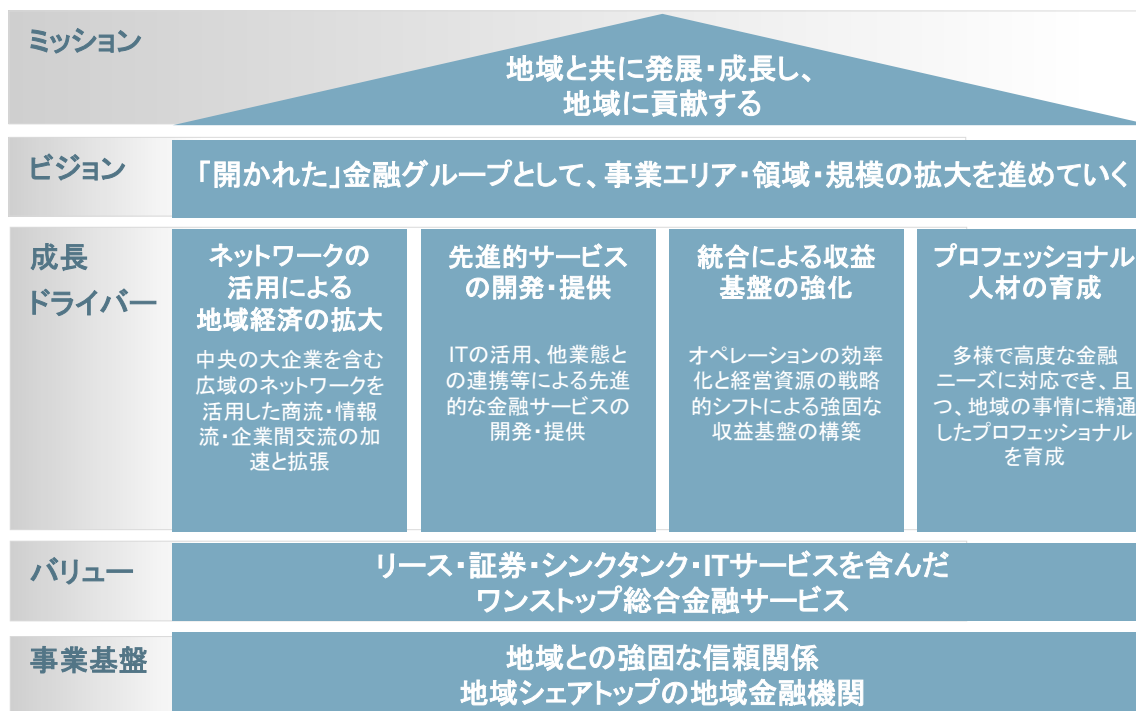 ミッション
地域と共に発展・成長し、
地域に貢献する
ビジョン
「開かれた」金融グループとして、事業エリア・領域・規模の拡大を進めていく
成長
ドライバー
ネットワークの
活用による
地域経済の拡大
中央の大企業を含む
広域のネットワークを
活用した商流・情報
流・企業間交流の加
速と拡張
先進的サービス
の開発・提供
ITの活用、他業態と
の連携等による先進
的な金融サービスの
開発・提供
統合による収益
基盤の強化
オペレーションの効率
化と経営資源の戦略
的シフトによる強固な
収益基盤の構築
プロフェッショナル
人材の育成
多様で高度な金融
ニーズに対応でき、且
つ、地域の事情に精通
したプロフェッショナル
を育成
バリュー
リース・証券・シンクタンク・ITサービスを含んだ
ワンストップ総合金融サービス
事業基盤
地域との強固な信頼関係
地域シェアトップの地域金融機関